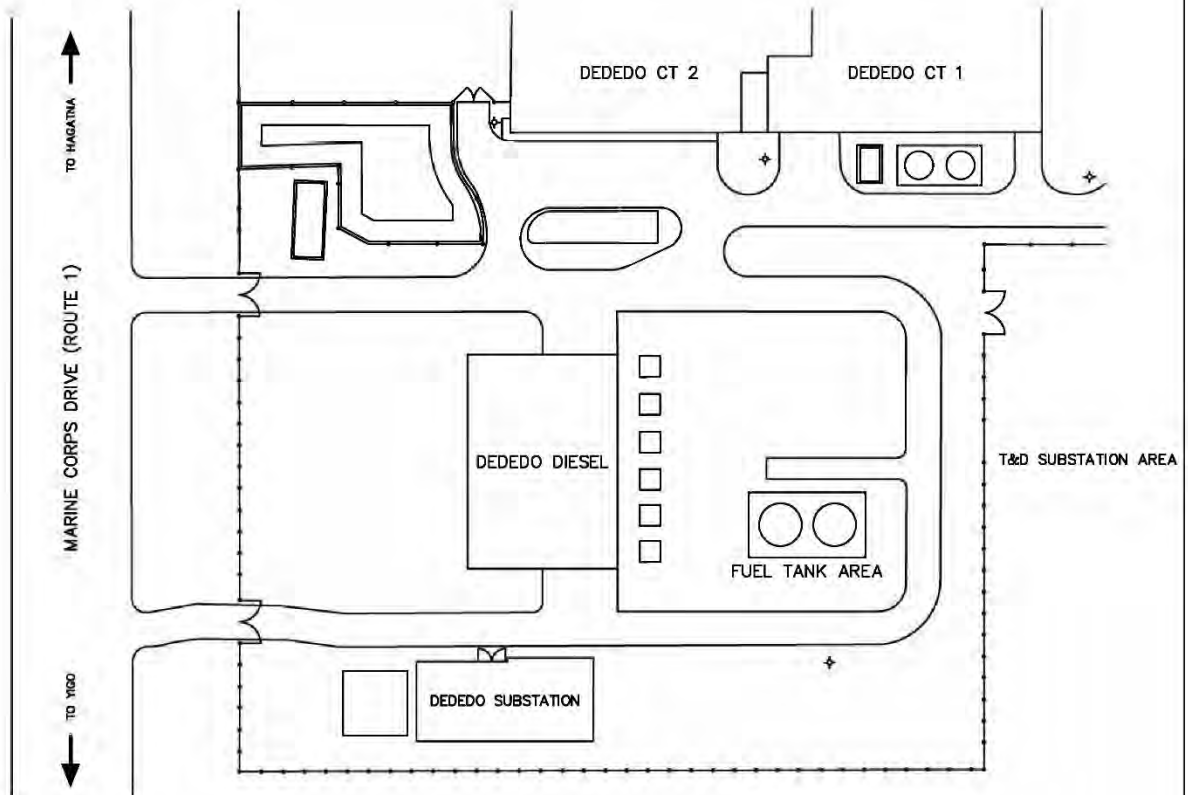 DEDEDO CT 2
DEDEDO CT 1
TO HAGATNA
MARINE CORPS DRIVE (ROUTE 1)
DEDEDO DIESEL
T&D SUBSTATION AREA
FUEL TANK AREA
TO YIGO
DEDEDO SUBSTATION